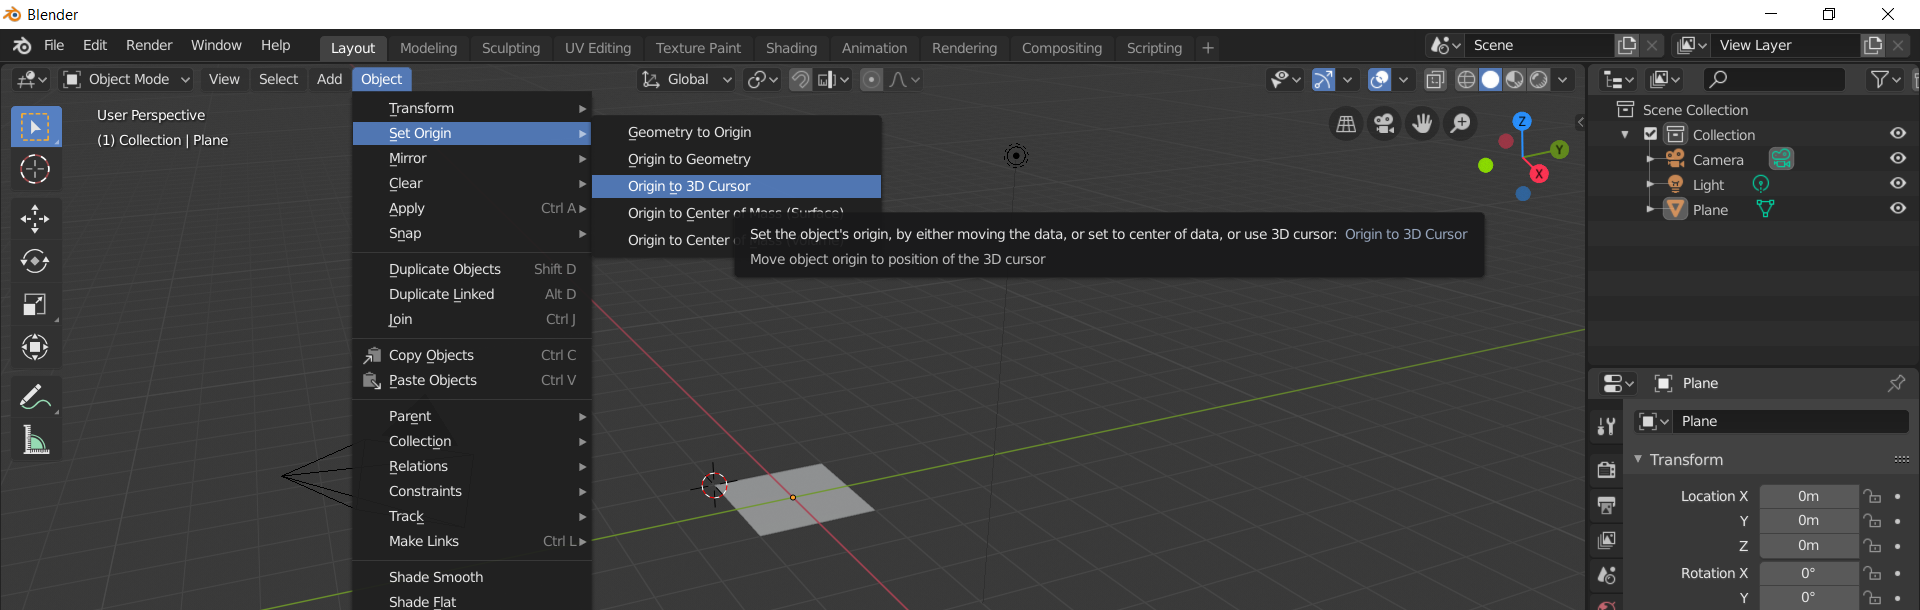 Blender
File Edit Render Window Help Layout Modeling Sculpting UV Editing Texture Paint Shading Animation Rendering Compositing Scripting + Scene View Layer
Object Mode View Select Add Object Global
User Perspective
(1) Collection | Plane
Transform
Set Origin
Mirror
Clear
Apply Ctrl A
Snap
Duplicate Objects Shift D
Duplicate Linked Alt D
Join Ctrl J
Copy Objects Ctrl C
Paste Objects Ctrl V
Parent
Collection
Relations
Constraints
Track
Make Links Ctrl L
Shade Smooth
Shade Flat
Geometry to Origin
Origin to Geometry
Origin to 3D Cursor
Origin to Center of Mass (Surface)
Origin to Center
Set the object's origin, by either moving the data, or set to center of data, or use 3D cursor: Origin to 3D Cursor
Move object origin to position of the 3D cursor
Z
Y
X
Scene Collection
Collection
Camera
Light
Plane
Plane
Plane
Transform
Location X 0m
Y 0m
Z 0m
Rotation X 0°
Y 0°